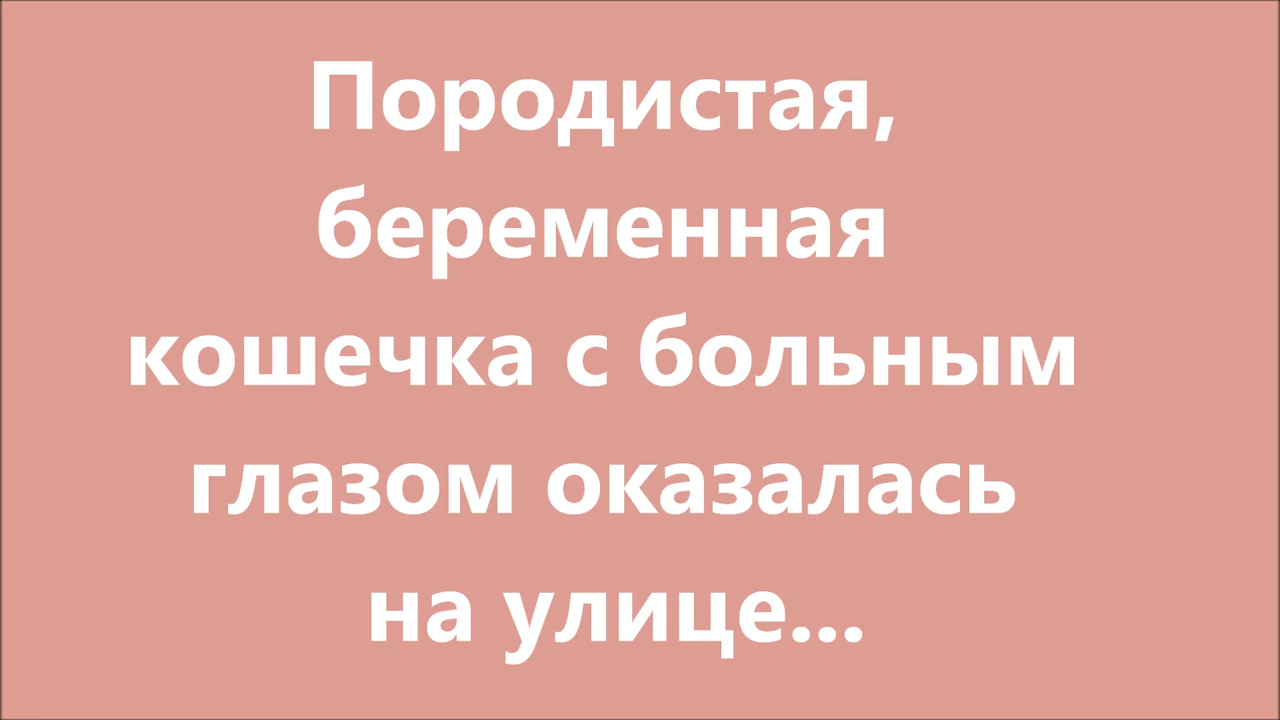 Породистая,
беременная
кошечка с больным
глазом оказалась
на улице...